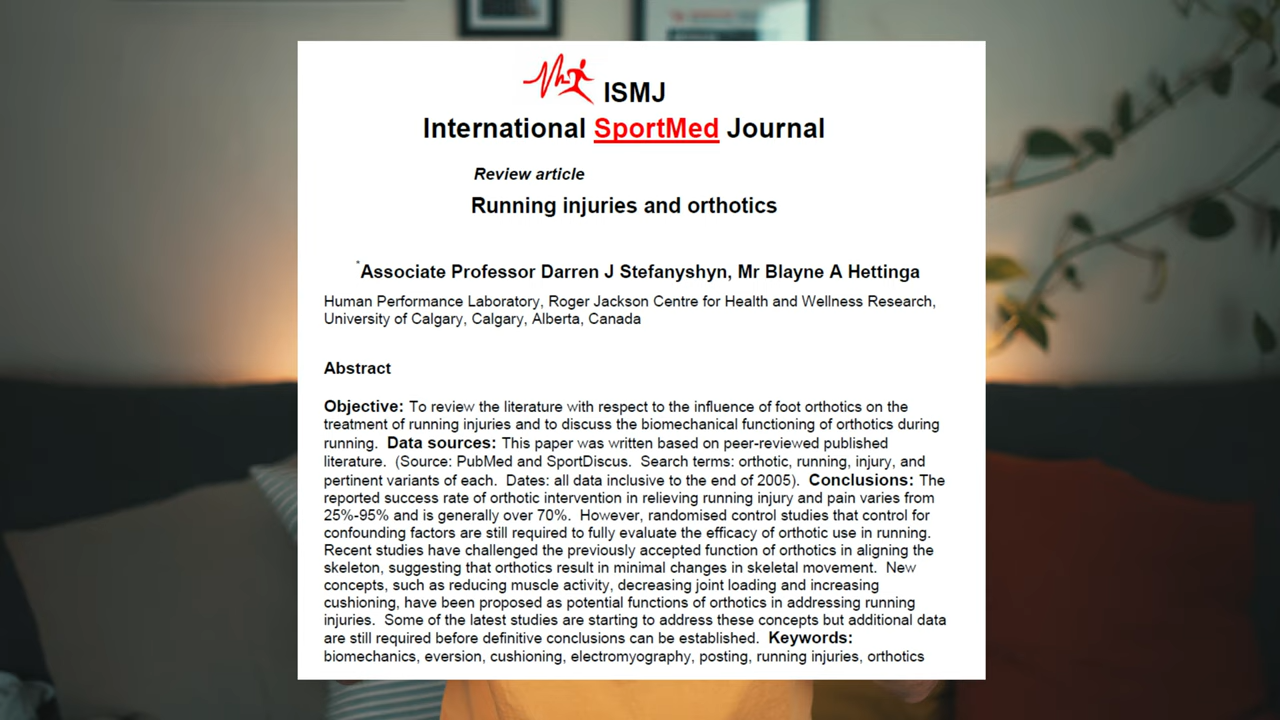 ISMJ
International SportMed Journal
Review article
Running injuries and orthotics
*Associate Professor Darren J Stefanyshyn, Mr Blayne A Hettinga
Human Performance Laboratory, Roger Jackson Centre for Health and Wellness Research,
University of Calgary, Calgary, Alberta, Canada
Abstract
Objective: To review the literature with respect to the influence of foot orthotics on the
treatment of running injuries and to discuss the biomechanical functioning of orthotics during
running. Data sources: This paper was written based on peer-reviewed published
literature. (Source: PubMed and SportDiscus. Search terms: orthotic, running, injury, and
pertinent variants of each. Dates: all data inclusive to the end of 2005). Conclusions: The
reported success rate of orthotic intervention in relieving running injury and pain varies from
25%-95% and is generally over 70%. However, randomised control studies that control for
confounding factors are still required to fully evaluate the efficacy of orthotic use in running.
Recent studies have challenged the previously accepted function of orthotics in aligning the
skeleton, suggesting that orthotics result in minimal changes in skeletal movement. New
concepts, such as reducing muscle activity, decreasing joint loading and increasing
cushioning, have been proposed as potential functions of orthotics in addressing running
injuries. Some of the latest studies are starting to address these concepts but additional data
are still required before definitive conclusions can be established. Keywords:
biomechanics, eversion, cushioning, electromyography, posting, running injuries, orthotics